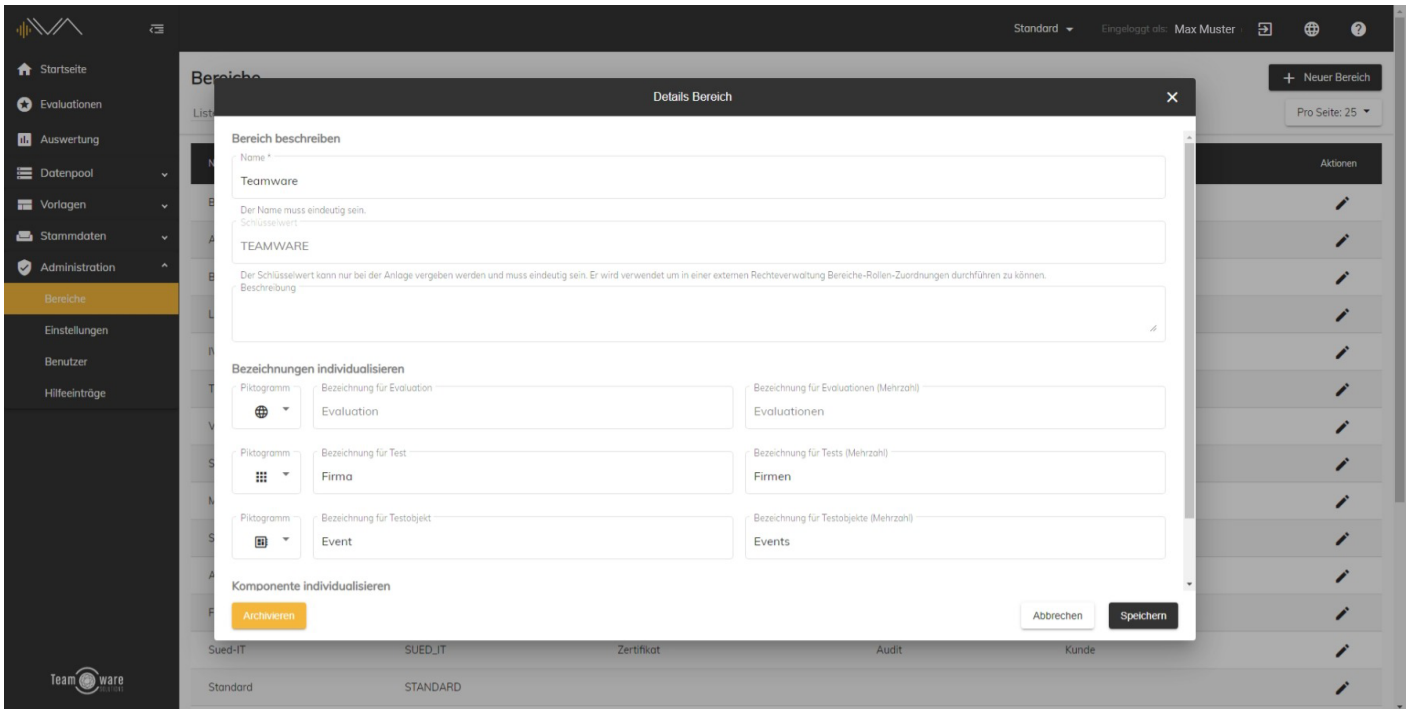 Standard
Eingeloggt als: Max Muster
Startseite
Evaluationen
Auswertung
Datenpool
Vorlagen
Stammdaten
Administration
Bereiche
Einstellungen
Benutzer
Hilfeeinträge
Team ware
SOLUTIONS
Bereiche
+ Neuer Bereich
Pro Seite: 25
Aktionen
Details Bereich
Bereich beschreiben
Name *
Teamware
Der Name muss eindeutig sein.
Schlüsselwert
TEAMWARE
Der Schlüsselwert kann nur bei der Anlage vergeben werden und muss eindeutig sein. Er wird verwendet um in einer externen Rechteverwaltung Bereiche-Rollen-Zuordnungen durchführen zu können.
Beschreibung
Bezeichnungen individualisieren
Piktogramm Bezeichnung für Evaluation Bezeichnung für Evaluationen (Mehrzahl)
Evaluation Evaluationen
Piktogramm Bezeichnung für Test Bezeichnung für Tests (Mehrzahl)
Firma Firmen
Piktogramm Bezeichnung für Testobjekt Bezeichnung für Testobjekte (Mehrzahl)
Event Events
Komponente individualisieren
Archivieren Abbrechen Speichern
Sued-IT SUED_IT Zertifikat Audit Kunde
Standard STANDARD